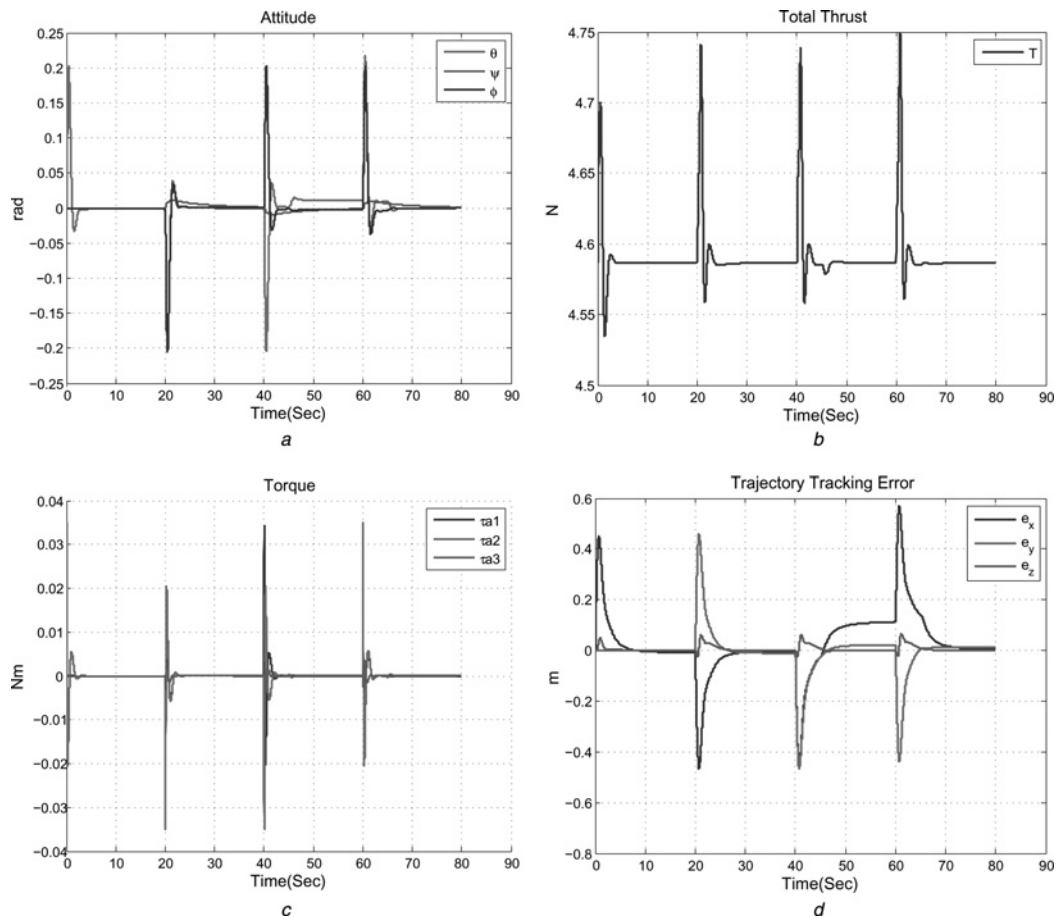 Attitude
0.25
0.2
0.15
0.1
0.05
0
−0.05
−0.1
−0.15
−0.2
−0.25
rad
θ
ψ
ϕ
0 10 20 30 40 50 60 70 80 90
Time(Sec)
a
Total Thrust
4.75
4.7
4.65
4.6
4.55
4.5
N
T
0 10 20 30 40 50 60 70 80 90
Time(Sec)
b
Torque
0.04
0.03
0.02
0.01
0
−0.01
−0.02
−0.03
−0.04
Nm
τa1
τa2
τa3
0 10 20 30 40 50 60 70 80 90
Time(Sec)
c
Trajectory Tracking Error
0.6
0.4
0.2
0
−0.2
−0.4
−0.6
−0.8
m
e_x
e_y
e_z
0 10 20 30 40 50 60 70 80 90
Time(Sec)
d